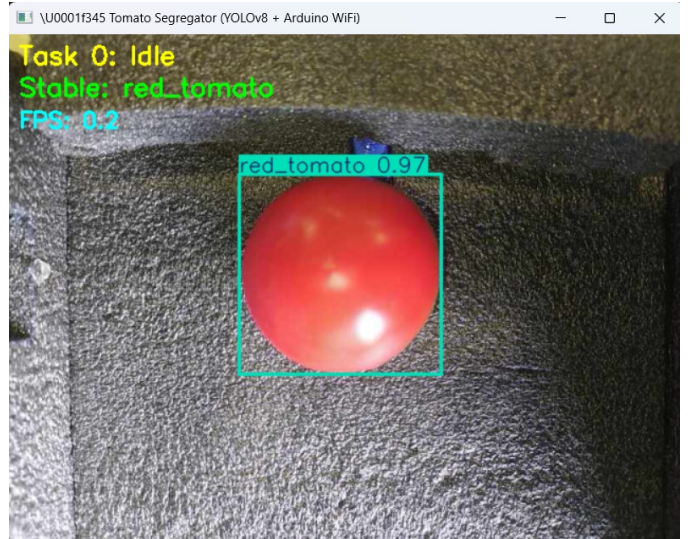 \U0001f345 Tomato Segregator (YOLOv8 + Arduino WiFi)
Task 0: Idle
Stable: red_tomato
FPS: 0.2
red_tomato 0.97